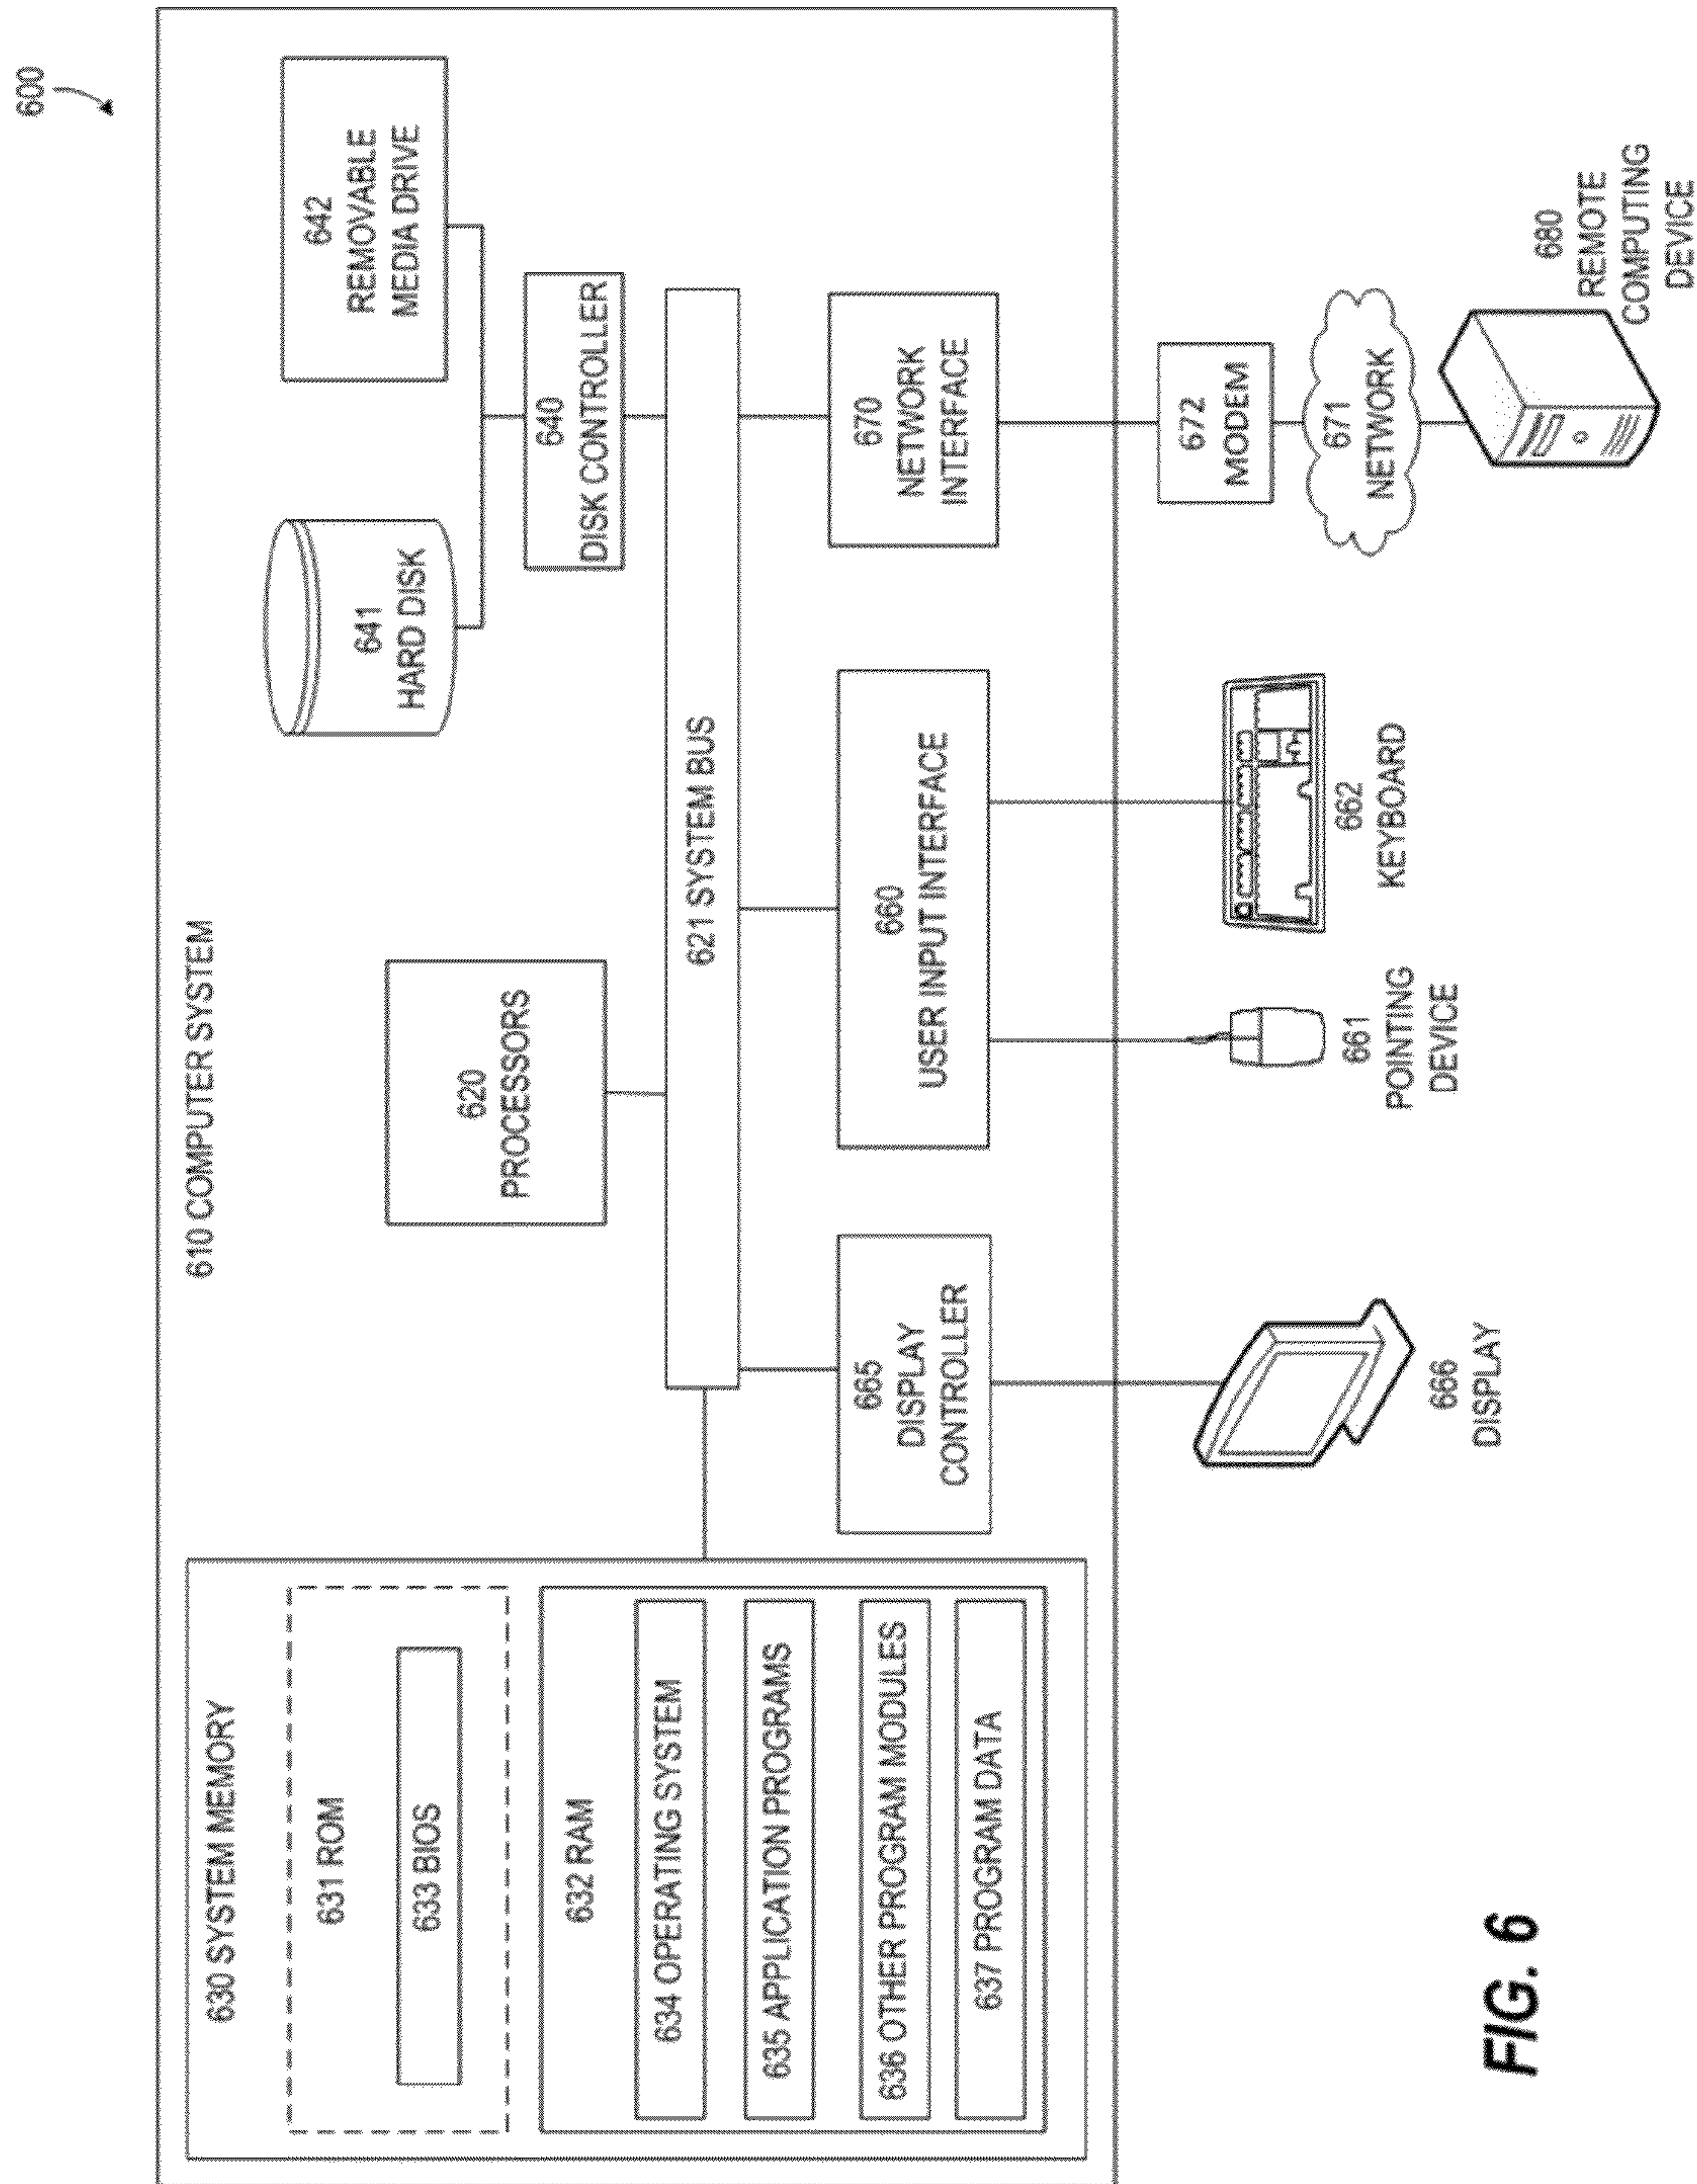 600
610 COMPUTER SYSTEM
630 SYSTEM MEMORY
631 ROM
633 BIOS
632 RAM
634 OPERATING SYSTEM
635 APPLICATION PROGRAMS
636 OTHER PROGRAM MODULES
637 PROGRAM DATA
620
PROCESSORS
641
HARD DISK
642
REMOVABLE
MEDIA DRIVE
640
DISK CONTROLLER
621 SYSTEM BUS
665
DISPLAY
CONTROLLER
660
USER INPUT INTERFACE
670
NETWORK
INTERFACE
672
MODEM
671
NETWORK
666
DISPLAY
661
POINTING
DEVICE
662
KEYBOARD
680
REMOTE
COMPUTING
DEVICE
FIG. 6